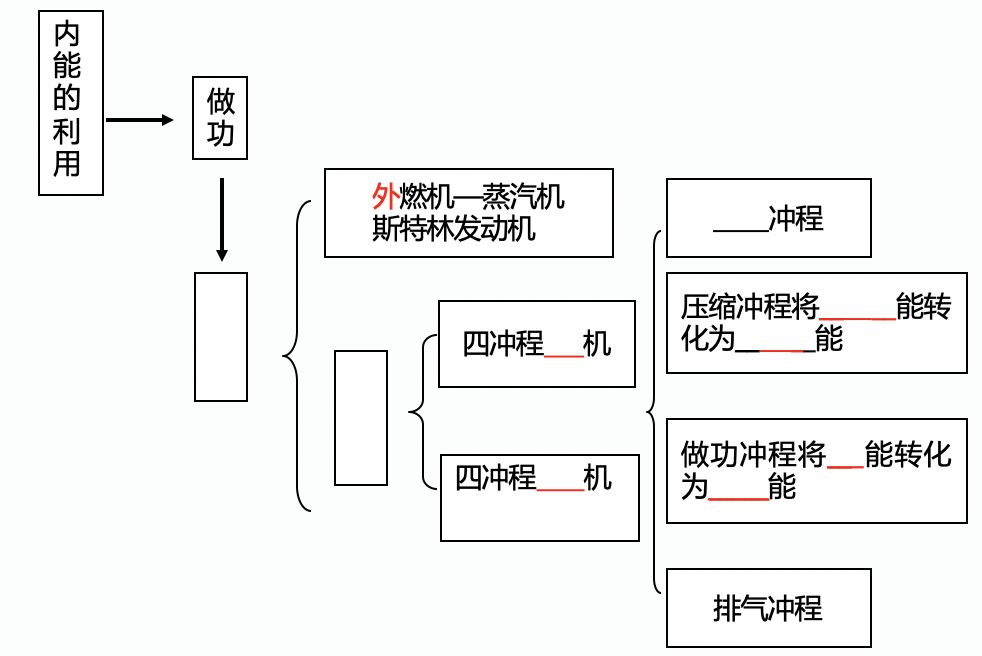 内能的利用
做功
外燃机—蒸汽机
斯特林发动机
四冲程___机
四冲程____机
____冲程
压缩冲程将______能转
化为______能
做功冲程将___能转化
为_____能
排气冲程